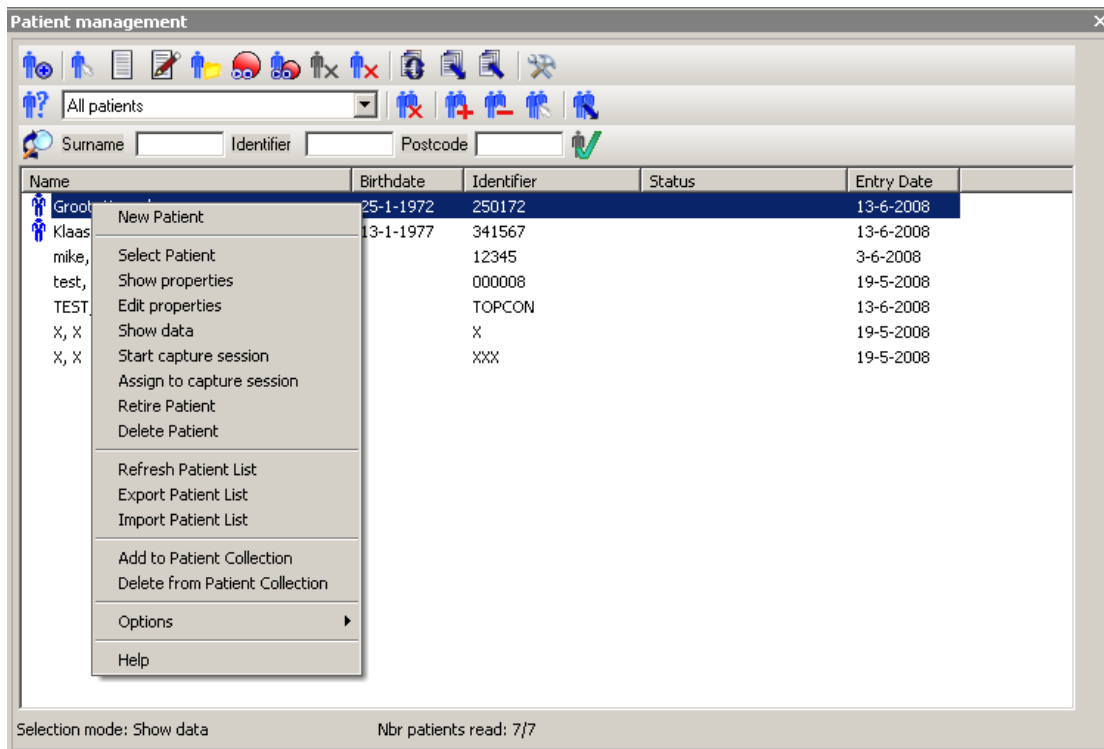 Patient management
All patients
Surname Identifier Postcode
Name Birthdate Identifier Status Entry Date
25-1-1972 250172 13-6-2008
Klaas 13-1-1977 341567 13-6-2008
mike, 12345 3-6-2008
test, 000008 19-5-2008
TEST_ TOPCON 13-6-2008
X, X X 19-5-2008
X, X XXX 19-5-2008
New Patient
Select Patient
Show properties
Edit properties
Show data
Start capture session
Assign to capture session
Retire Patient
Delete Patient
Refresh Patient List
Export Patient List
Import Patient List
Add to Patient Collection
Delete from Patient Collection
Options
Help
Selection mode: Show data Nbr patients read: 7/7